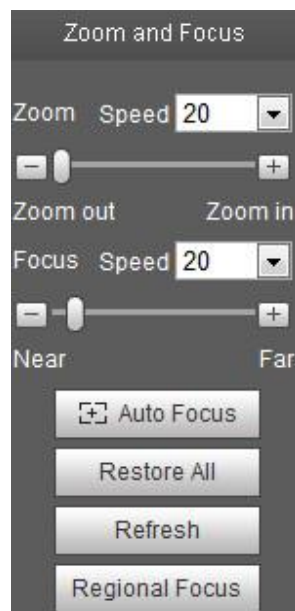 Zoom and Focus
Zoom Speed 20
Zoom out Zoom in
Focus Speed 20
Near Far
Auto Focus
Restore All
Refresh
Regional Focus